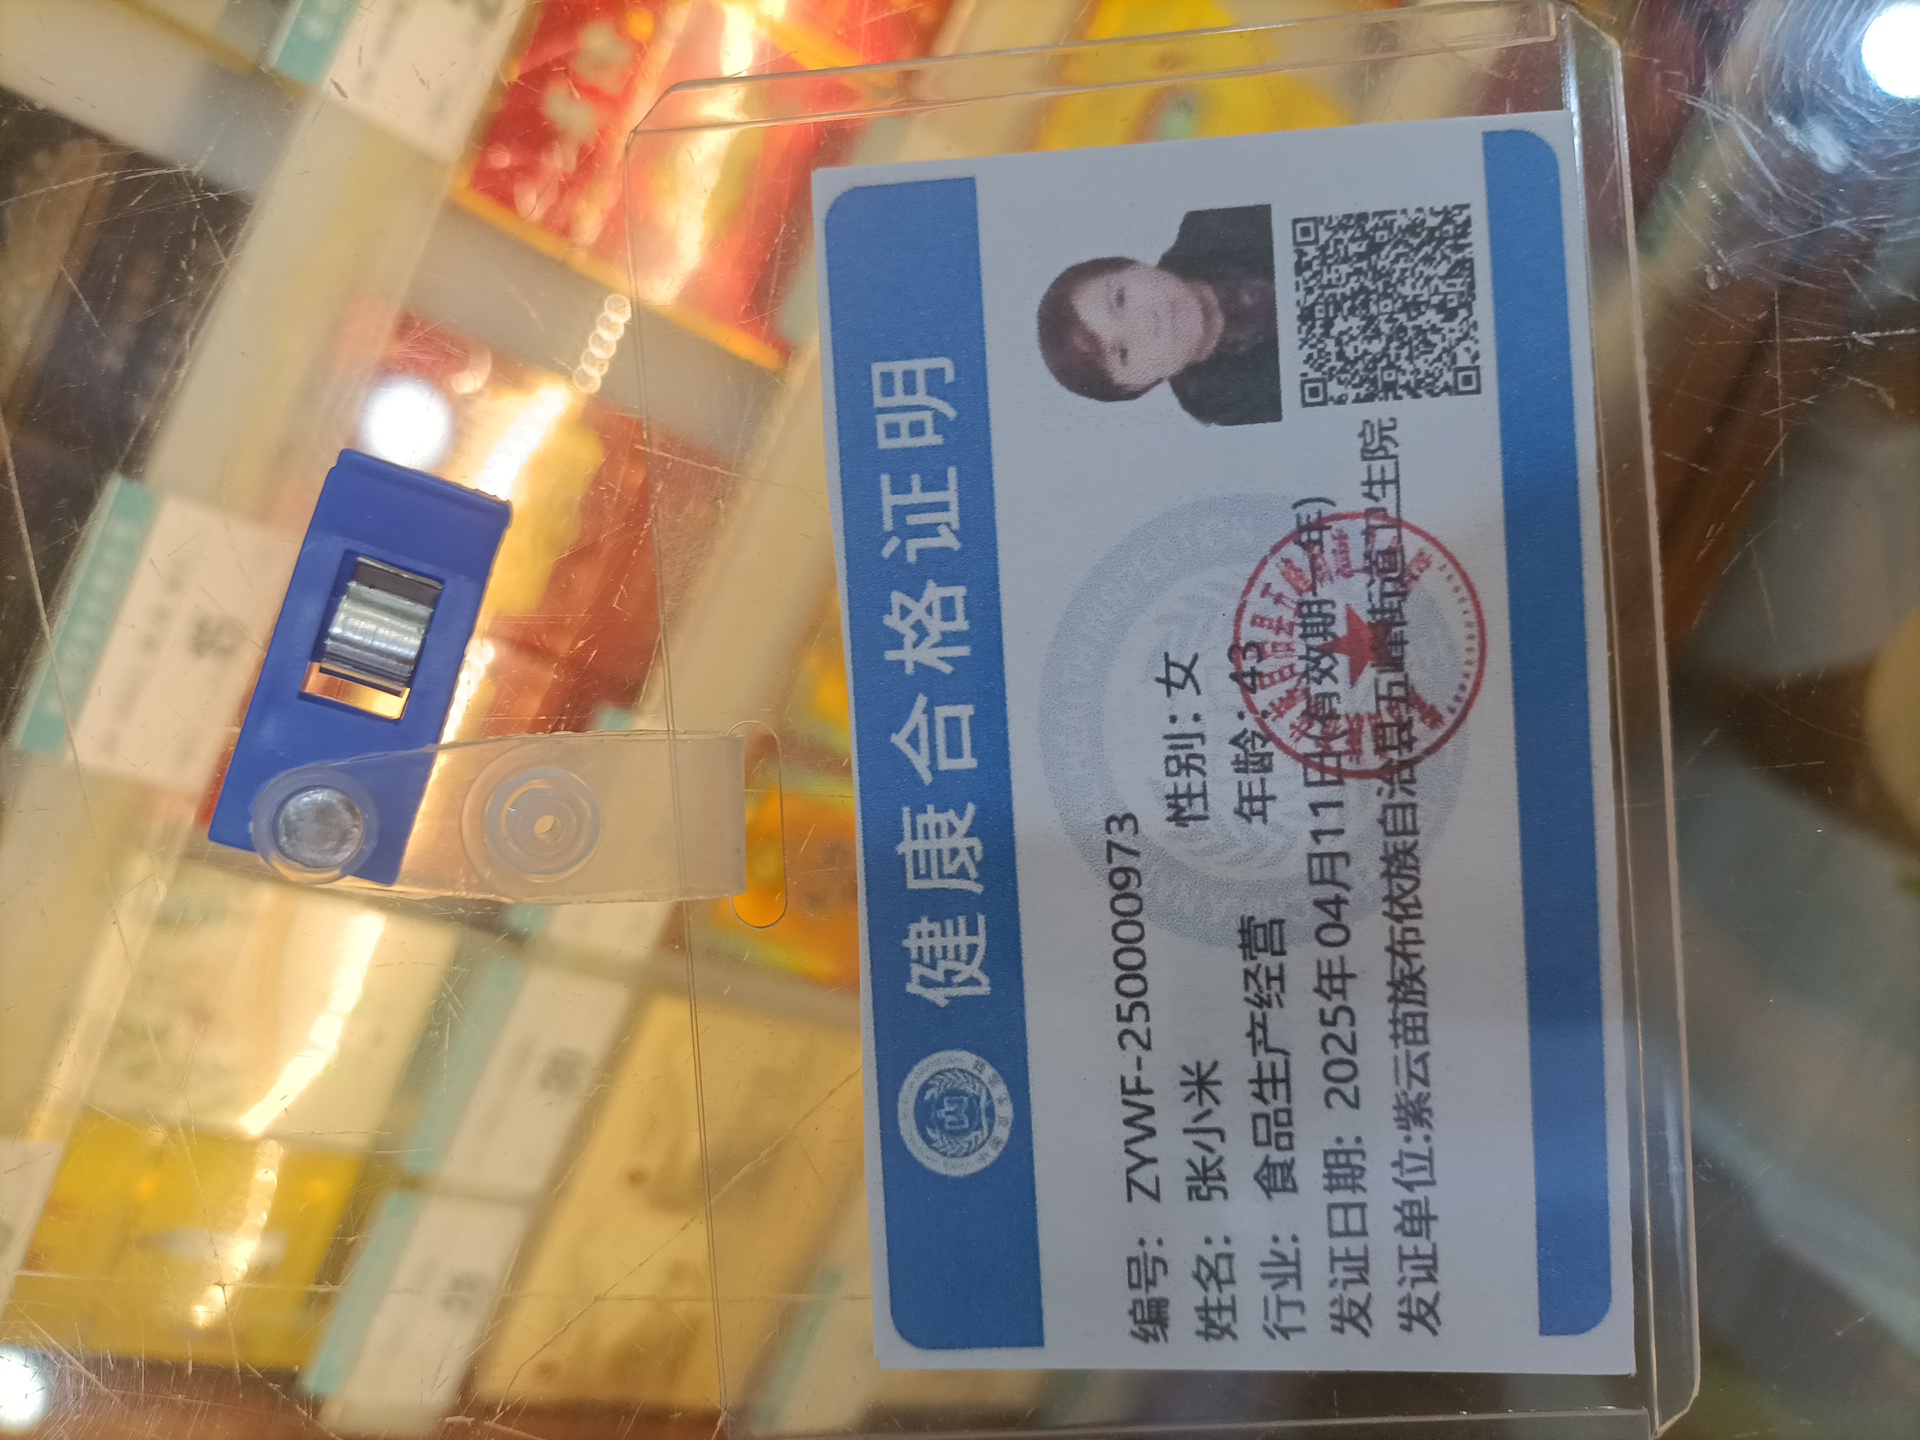 健康合格证明
编号: ZYWF-25000973
姓名: 张小米 性别: 女
行业: 食品生产经营 年龄: 43
发证日期: 2025年04月11日(有效期一年)
发证单位:紫云苗族布依族自治县五峰街道卫生院